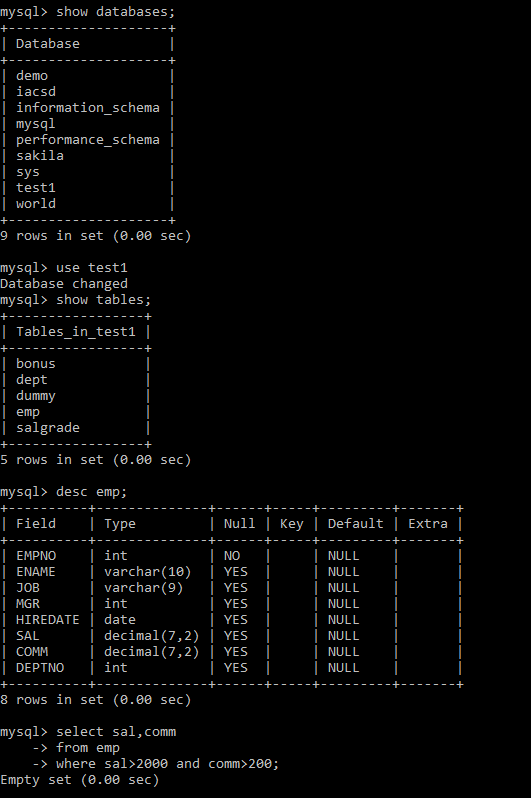 mysql> show databases;
+--------------------+
| Database           |
+--------------------+
| demo               |
| iacsd              |
| information_schema |
| mysql              |
| performance_schema |
| sakila             |
| sys                |
| test1              |
| world              |
+--------------------+
9 rows in set (0.00 sec)

mysql> use test1
Database changed
mysql> show tables;
+-----------------+
| Tables_in_test1 |
+-----------------+
| bonus           |
| dept            |
| dummy           |
| emp             |
| salgrade        |
+-----------------+
5 rows in set (0.00 sec)

mysql> desc emp;
+----------+--------------+------+-----+---------+-------+
| Field    | Type         | Null | Key | Default | Extra |
+----------+--------------+------+-----+---------+-------+
| EMPNO    | int          | NO   |     | NULL    |       |
| ENAME    | varchar(10)  | YES  |     | NULL    |       |
| JOB      | varchar(9)   | YES  |     | NULL    |       |
| MGR      | int          | YES  |     | NULL    |       |
| HIREDATE | date         | YES  |     | NULL    |       |
| SAL      | decimal(7,2) | YES  |     | NULL    |       |
| COMM     | decimal(7,2) | YES  |     | NULL    |       |
| DEPTNO   | int          | YES  |     | NULL    |       |
+----------+--------------+------+-----+---------+-------+
8 rows in set (0.00 sec)

mysql> select sal,comm
    -> from emp
    -> where sal>2000 and comm>200;
Empty set (0.00 sec)